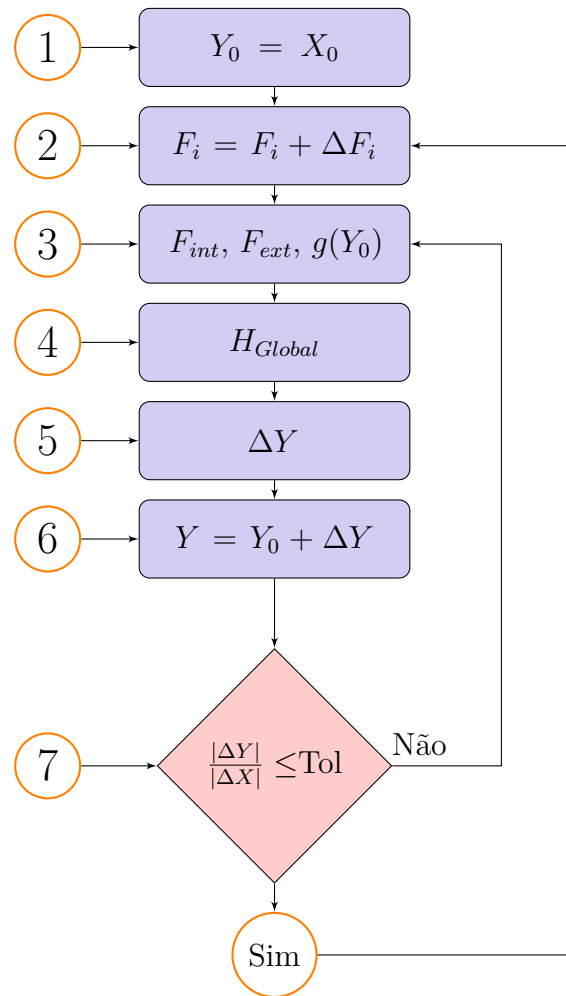 1 Y_0 = X_0
2 F_i = F_i + ΔF_i
3 F_int, F_ext, g(Y_0)
4 H_Global
5 ΔY
6 Y = Y_0 + ΔY
7 |ΔY|/|ΔX| ≤Tol Não
Sim